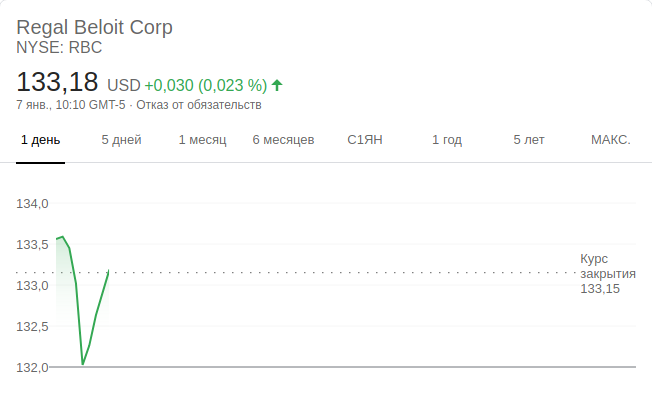 Regal Beloit Corp
NYSE: RBC
133,18 USD +0,030 (0,023 %)
7 янв., 10:10 GMT-5 · Отказ от обязательств
1 день 5 дней 1 месяц 6 месяцев С1ЯН 1 год 5 лет МАКС.
134,0
133,5
Курс
закрытия
133,15
133,0
132,5
132,0